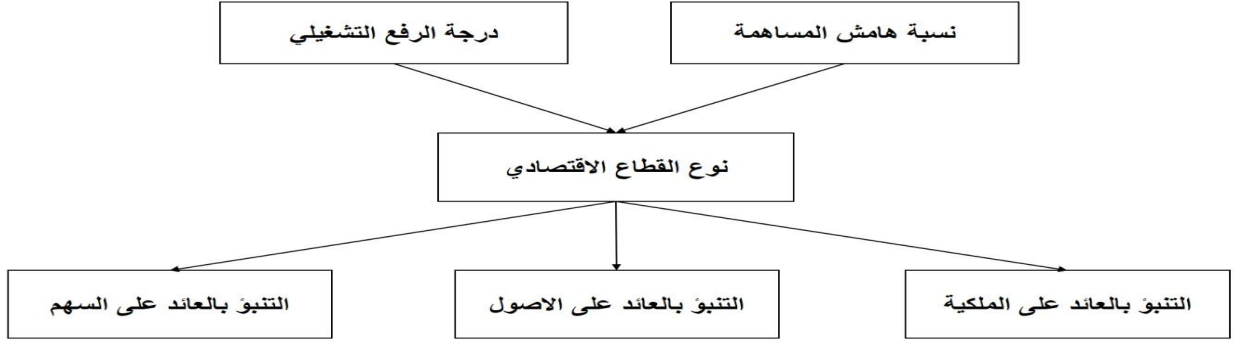 نسبة هامش المساهمة
درجة الرفع التشغيلي
نوع القطاع الاقتصادي
التنبؤ بالعائد على الملكية
التنبؤ بالعائد على الاصول
التنبؤ بالعائد على السهم